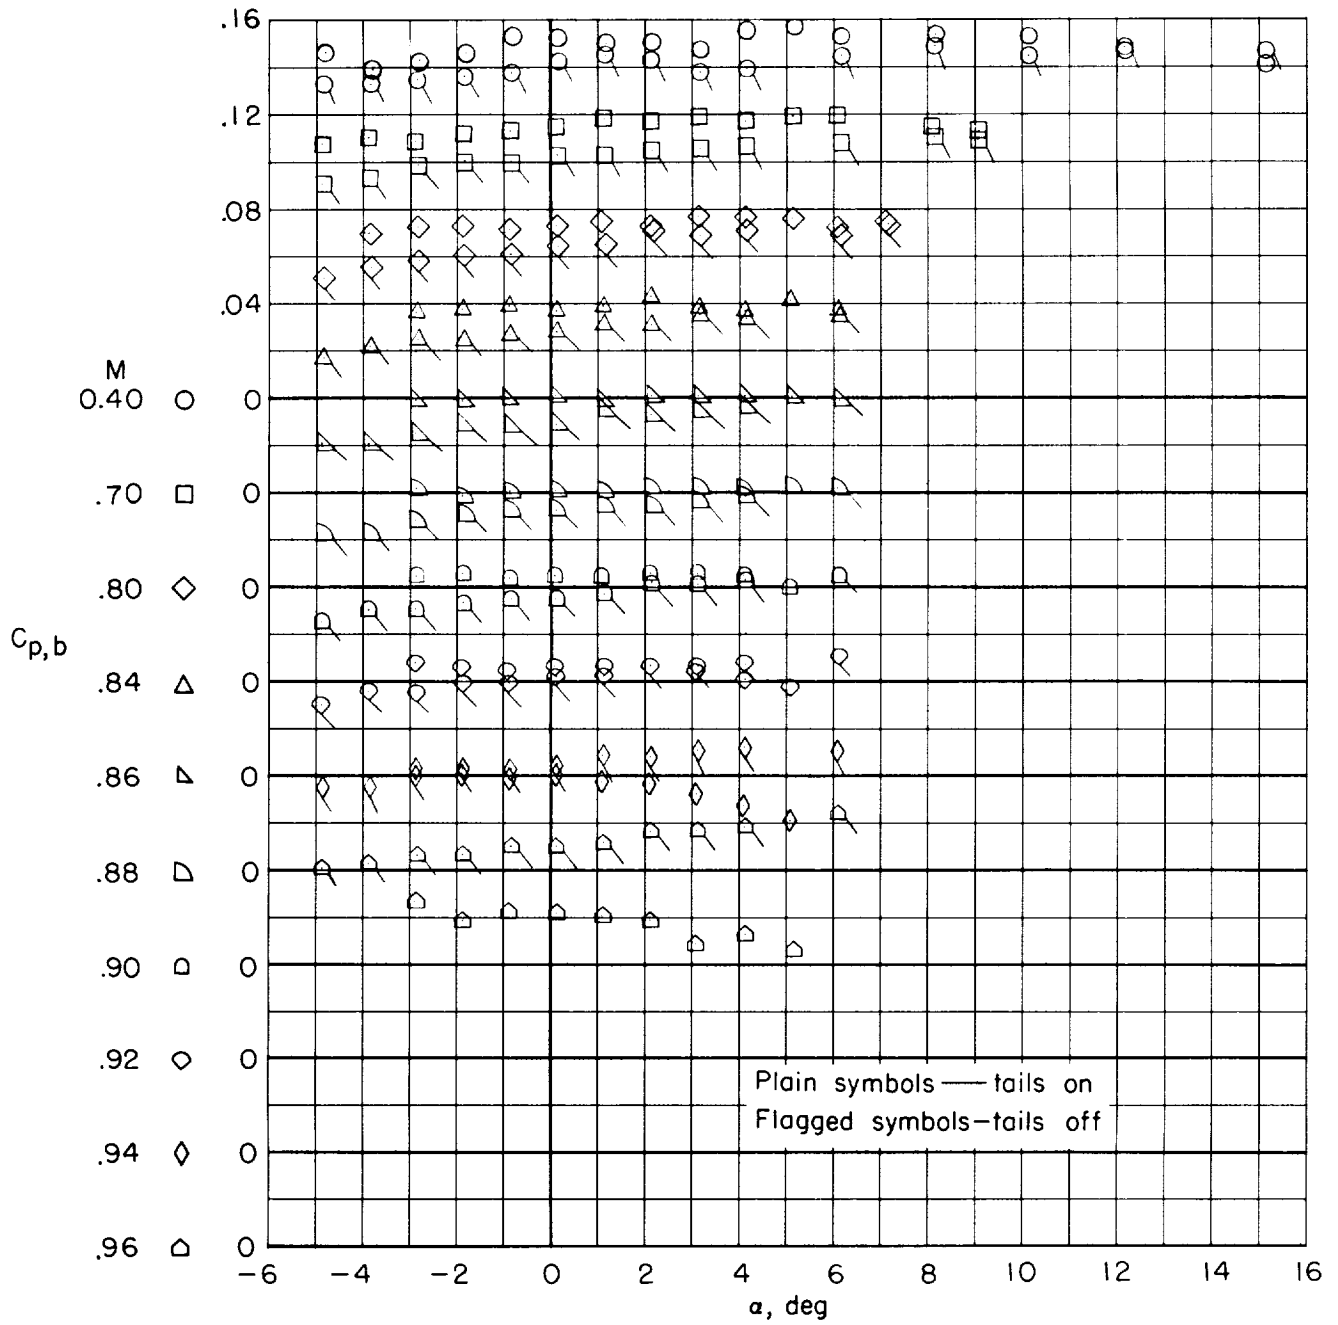 .16
.12
.08
.04
M
0.40 0
.70 0
.80 0
Cp,b
.84 0
.86 0
.88 0
.90 0
.92 0
.94 0
.96 0
Plain symbols — tails on
Flagged symbols – tails off
-6 -4 -2 0 2 4 6 8 10 12 14 16
α, deg